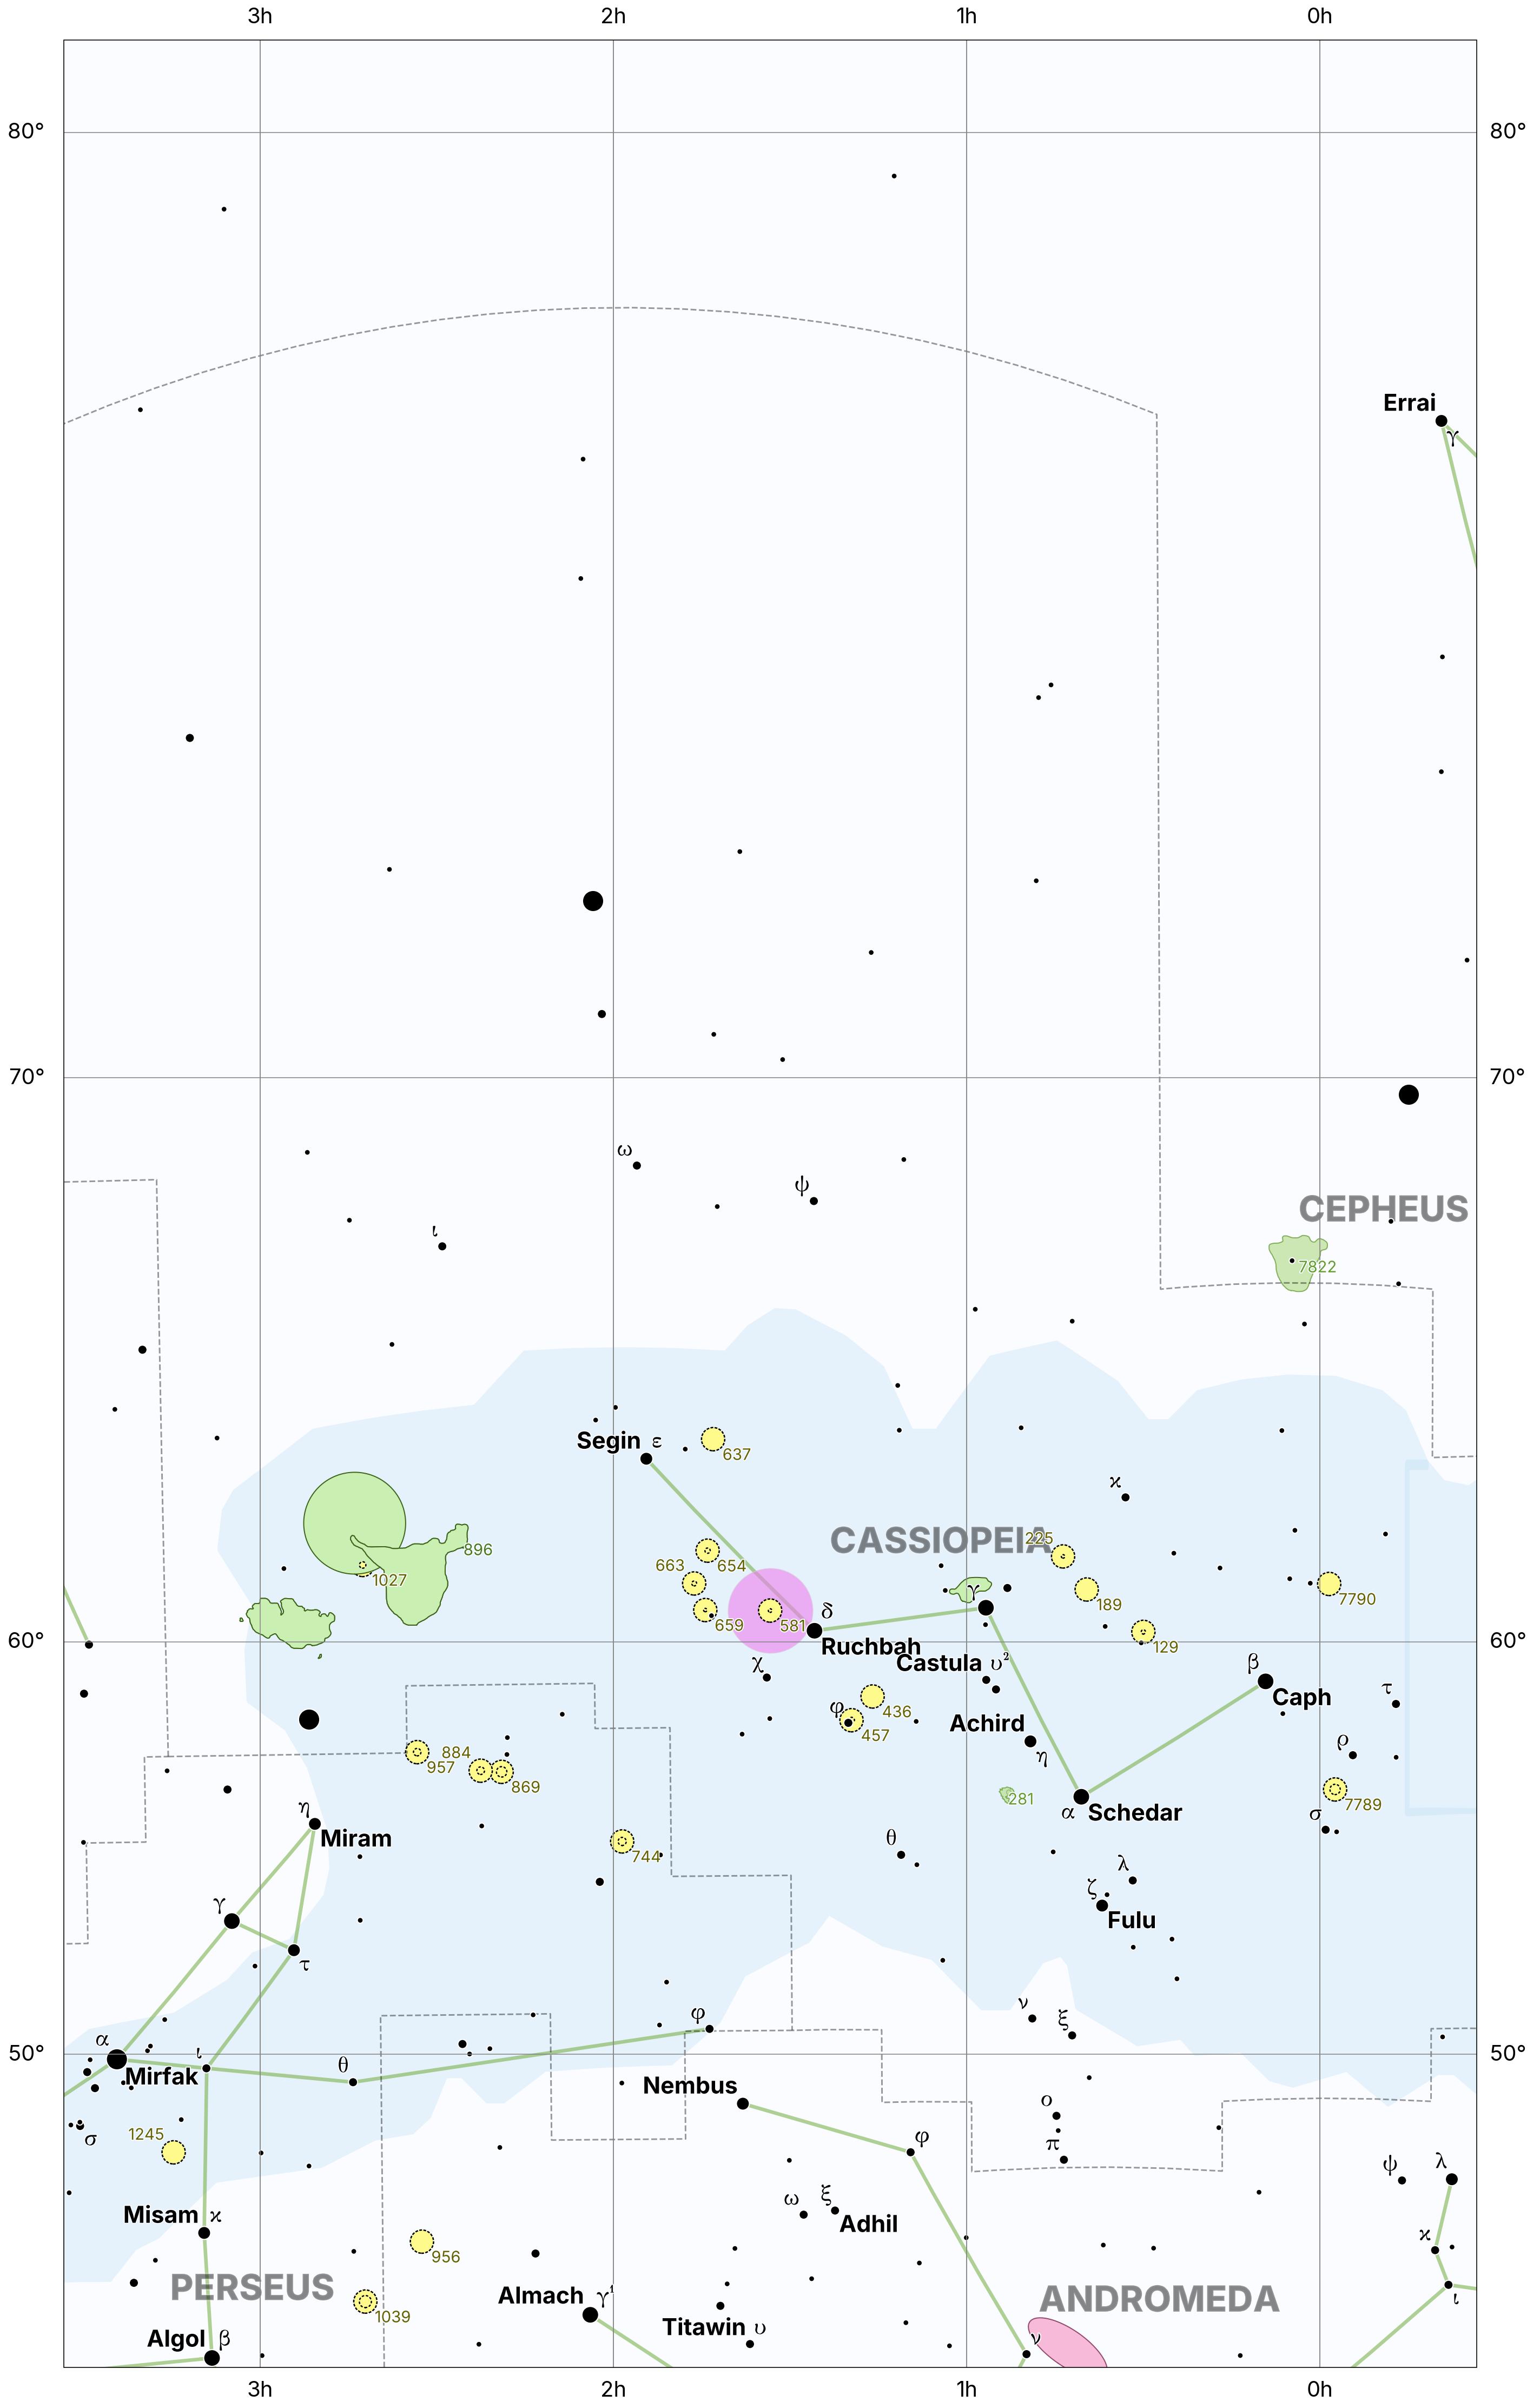 3h
2h
1h
0h
80°
80°
Errai
γ
70°
70°
ω
ψ
CEPHEUS
ι
7822
Segin ε
637
ϰ
CASSIOPEIA
225
896
663
654
1027
γ
189
7790
δ
659
581
129
60°
Ruchbah
60°
χ
Castula υ²
β
Caph
τ
436
φ
457
Achird
η
ρ
884
957
869
281
α
Schedar
7789
σ
η
Miram
θ
744
λ
ζ
Fulu
γ
τ
ν
ξ
φ
α
50°
ι
θ
50°
Mirfak
Nembus
ο
1245
σ
φ
π
ψ
λ
Misam ϰ
ω
ξ
Adhil
ϰ
956
PERSEUS
Almach γ¹
ANDROMEDA
ι
1039
Titawin υ
Algol β
ν
3h
2h
1h
0h